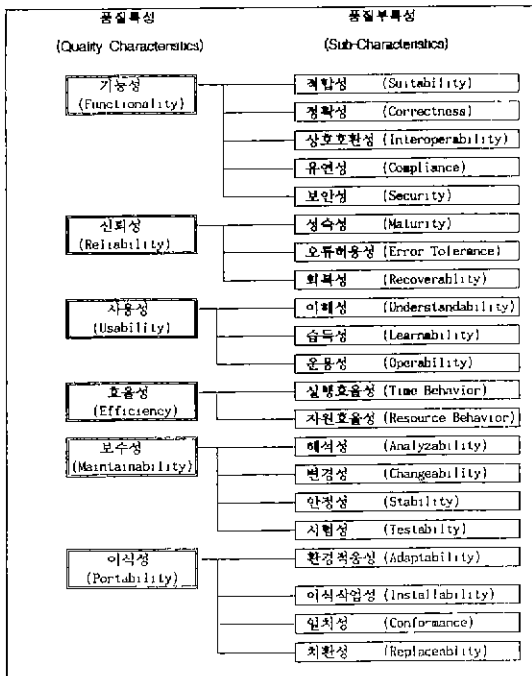 품질특성 품질부특성
(Quality Characteristics) (Sub-Characteristics)
기능성
(Functionality)
적합성 (Suitability)
정확성 (Correctness)
상호호환성 (Interoperability)
유연성 (Compliance)
보안성 (Security)
신뢰성
(Reliability)
성숙성 (Maturity)
오류허용성 (Error Tolerance)
회복성 (Recoverablity)
사용성
(Usability)
이해성 (Understandability)
습득성 (Learnability)
운용성 (Operability)
효율성
(Efficiency)
실행효율성 (Time Behavior)
자원효율성 (Resource Behavior)
보수성
(Maintainability)
해석성 (Analyzability)
변경성 (Changeability)
안정성 (Stability)
시험성 (Testabilty)
이식성
(Portability)
환경적응성 (Adaptability)
이식작업성 (Installability)
일치성 (Conformance)
치환성 (Replacenbility)